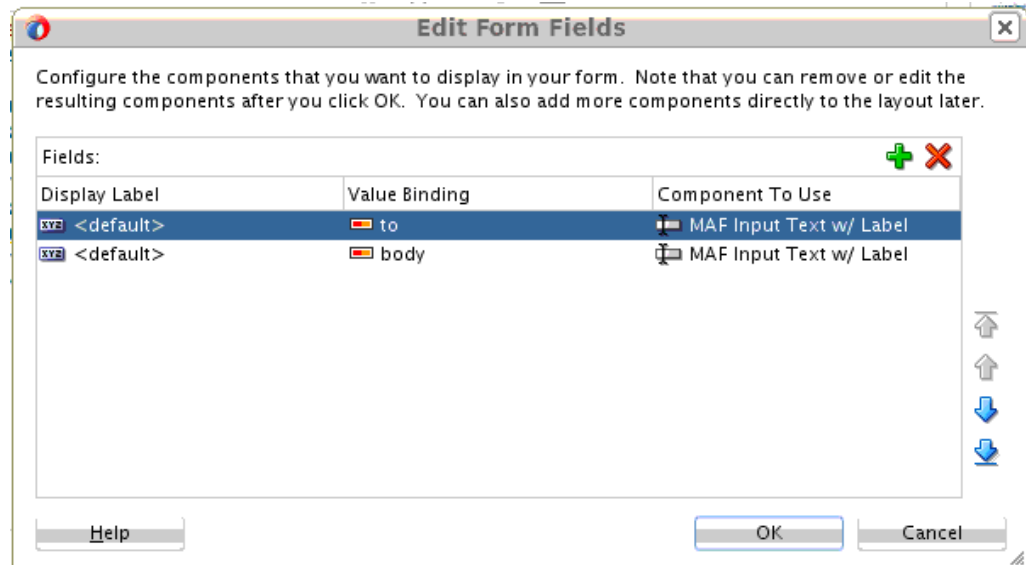 Edit Form Fields
Configure the components that you want to display in your form. Note that you can remove or edit the
resulting components after you click OK. You can also add more components directly to the layout later.
Fields:
Display Label Value Binding Component To Use
XYZ <default> to MAF Input Text w/ Label
XYZ <default> body MAF Input Text w/ Label
Help OK Cancel